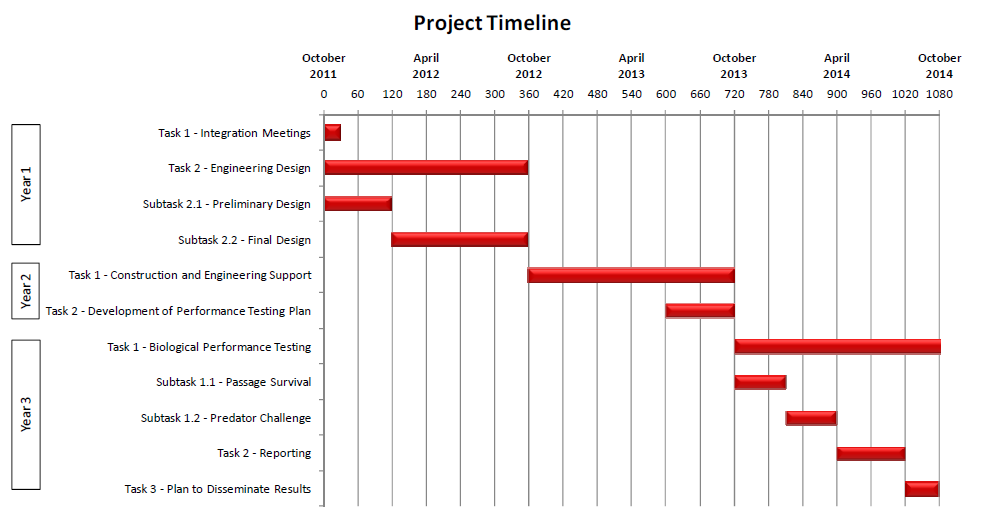 Project Timeline
October April October April October April October
2011 2012 2012 2013 2013 2014 2014
0 60 120 180 240 300 360 420 480 540 600 660 720 780 840 900 960 1020 1080
Year 1
Task 1 - Integration Meetings
Task 2 - Engineering Design
Subtask 2.1 - Preliminary Design
Subtask 2.2 - Final Design
Year 2
Task 1 - Construction and Engineering Support
Task 2 - Development of Performance Testing Plan
Year 3
Task 1 - Biological Performance Testing
Subtask 1.1 - Passage Survival
Subtask 1.2 - Predator Challenge
Task 2 - Reporting
Task 3 - Plan to Disseminate Results